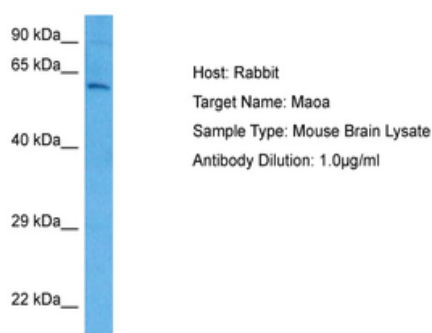 90 kDa__
65 kDa__
Host: Rabbit
Target Name: Maoa
Sample Type: Mouse Brain Lysate
40 kDa__
Antibody Dilution: 1.0µg/ml
29 kDa__
22 kDa__